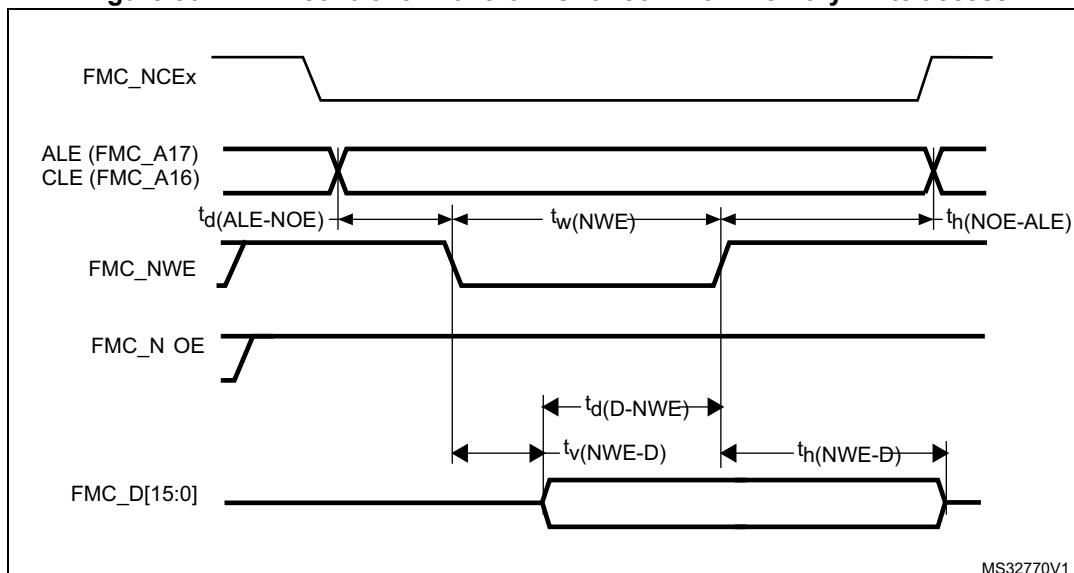 FMC_NCEx
ALE (FMC_A17)
CLE (FMC_A16)
td(ALE-NOE)
tw(NWE)
th(NOE-ALE)
FMC_NWE
FMC_N OE
td(D-NWE)
tv(NWE-D)
th(NWE-D)
FMC_D[15:0]
MS32770V1